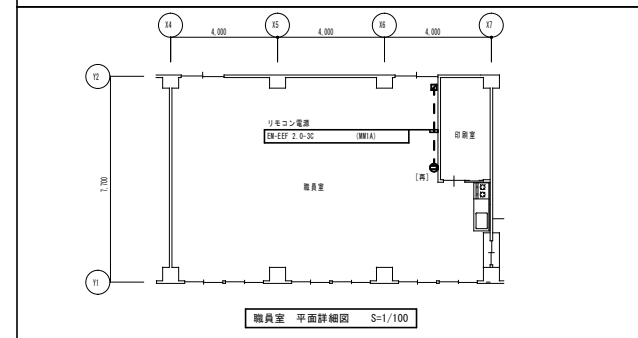 X4 X5 X6 X7
4,000 4,000 4,000
Y2
リモコン電源
EM-EEF 2.0-3C (MM1A)
印刷室
[再]
職員室
7,700
Y1
職員室 平面詳細図 S=1/100